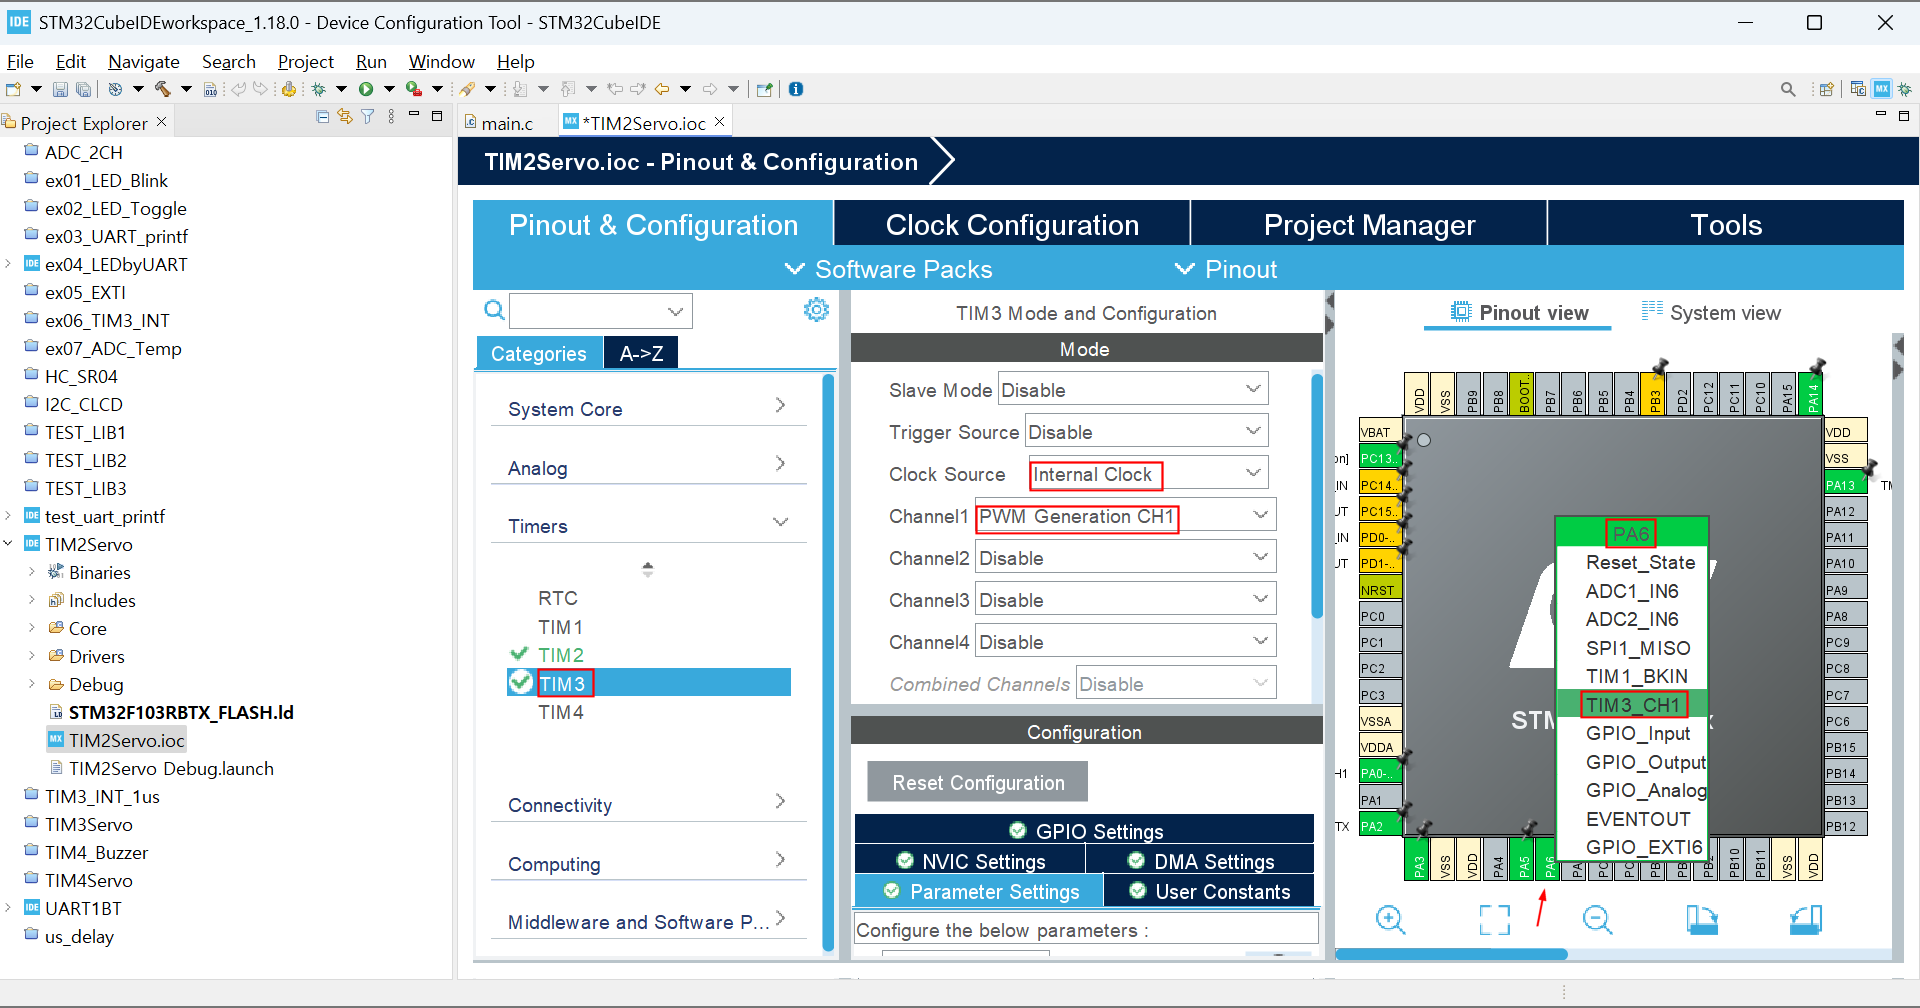 IDE STM32CubeIDEworkspace_1.18.0 - Device Configuration Tool - STM32CubeIDE
File Edit Navigate Search Project Run Window Help
Project Explorer
main.c
MX *TIM2Servo.ioc
ADC_2CH
ex01_LED_Blink
ex02_LED_Toggle
ex03_UART_printf
IDE ex04_LEDbyUART
ex05_EXTI
ex06_TIM3_INT
ex07_ADC_Temp
HC_SR04
I2C_CLCD
TEST_LIB1
TEST_LIB2
TEST_LIB3
IDE test_uart_printf
IDE TIM2Servo
Binaries
Includes
Core
Drivers
Debug
STM32F103RBTX_FLASH.ld
MX TIM2Servo.ioc
TIM2Servo Debug.launch
TIM3_INT_1us
TIM3Servo
TIM4_Buzzer
TIM4Servo
IDE UART1BT
us_delay
TIM2Servo.ioc - Pinout & Configuration
Pinout & Configuration
Clock Configuration
Project Manager
Tools
Software Packs
Pinout
Categories
A->Z
System Core
Analog
Timers
RTC
TIM1
TIM2
TIM3
TIM4
Connectivity
Computing
Middleware and Software P...
TIM3 Mode and Configuration
Mode
Slave Mode Disable
Trigger Source Disable
Clock Source Internal Clock
Channel1 PWM Generation CH1
Channel2 Disable
Channel3 Disable
Channel4 Disable
Combined Channels Disable
Configuration
Reset Configuration
GPIO Settings
NVIC Settings
DMA Settings
Parameter Settings
User Constants
Configure the below parameters :
Pinout view
System view
VDD
VSS
PB9
PB8
BOOT..
PB7
PB6
PB5
PB4
PB3
PD2
PC12
PC11
PC10
PA15
PA14
VBAT
PC13..
PC14..
PC15..
PD0-..
PD1-..
NRST
PC0
PC1
PC2
PC3
VSSA
VDDA
PA0-..
PA1
PA2
VDD
VSS
PA13
PA12
PA11
PA10
PA9
PA8
PC9
PC8
PC7
PC6
PB15
PB14
PB13
PB12
PA6
Reset_State
ADC1_IN6
ADC2_IN6
SPI1_MISO
TIM1_BKIN
TIM3_CH1
GPIO_Input
GPIO_Output
GPIO_Analog
EVENTOUT
GPIO_EXTI6
PA3
VSS
VDD
PA4
PA5
PA6
PB10
PB11
VSS
VDD